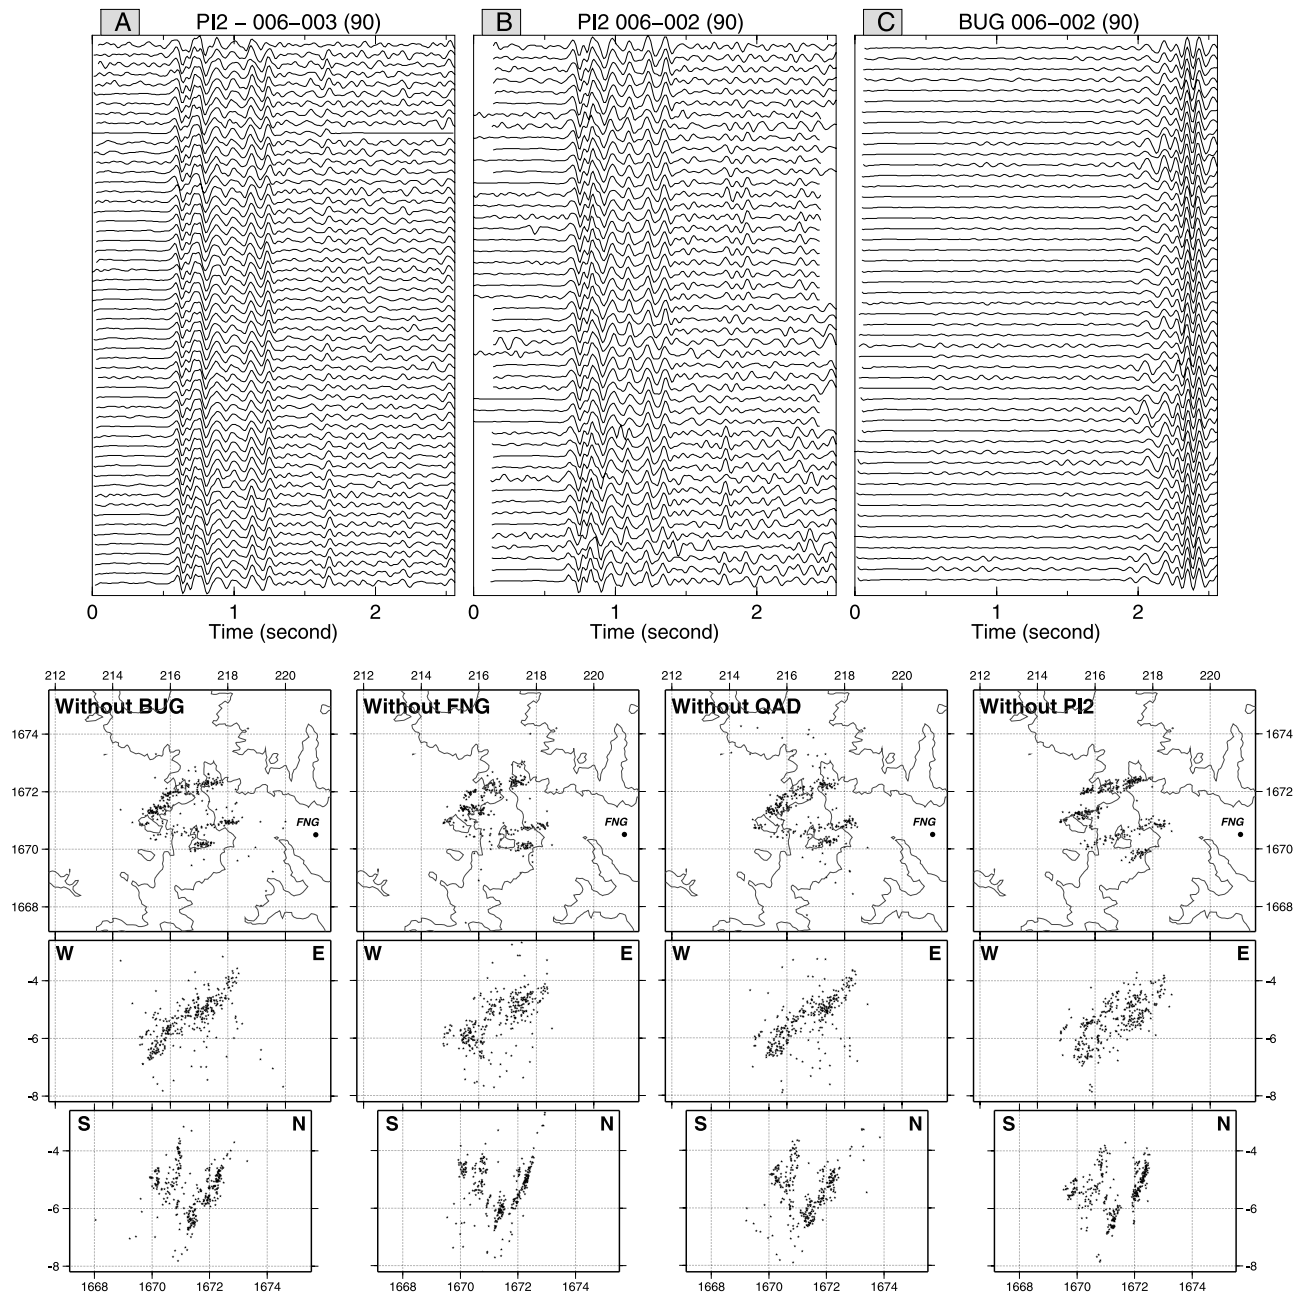 A PI2 – 006–003 (90) B PI2 006–002 (90) C BUG 006–002 (90)
0 1 2 0 1 2 0 1 2
Time (second) Time (second) Time (second)
212 214 216 218 220 212 214 216 218 220 212 214 216 218 220 212 214 216 218 220
Without BUG Without FNG Without QAD Without PI2
1674 1674
1672 1672
FNG FNG FNG FNG
1670 1670
1668 1668
W E W E W E W E
-4 -4
-6 -6
-8 -8
S N S N S N S N
-4 -4
-6 -6
-8 -8
1668 1670 1672 1674 1668 1670 1672 1674 1668 1670 1672 1674 1668 1670 1672 1674